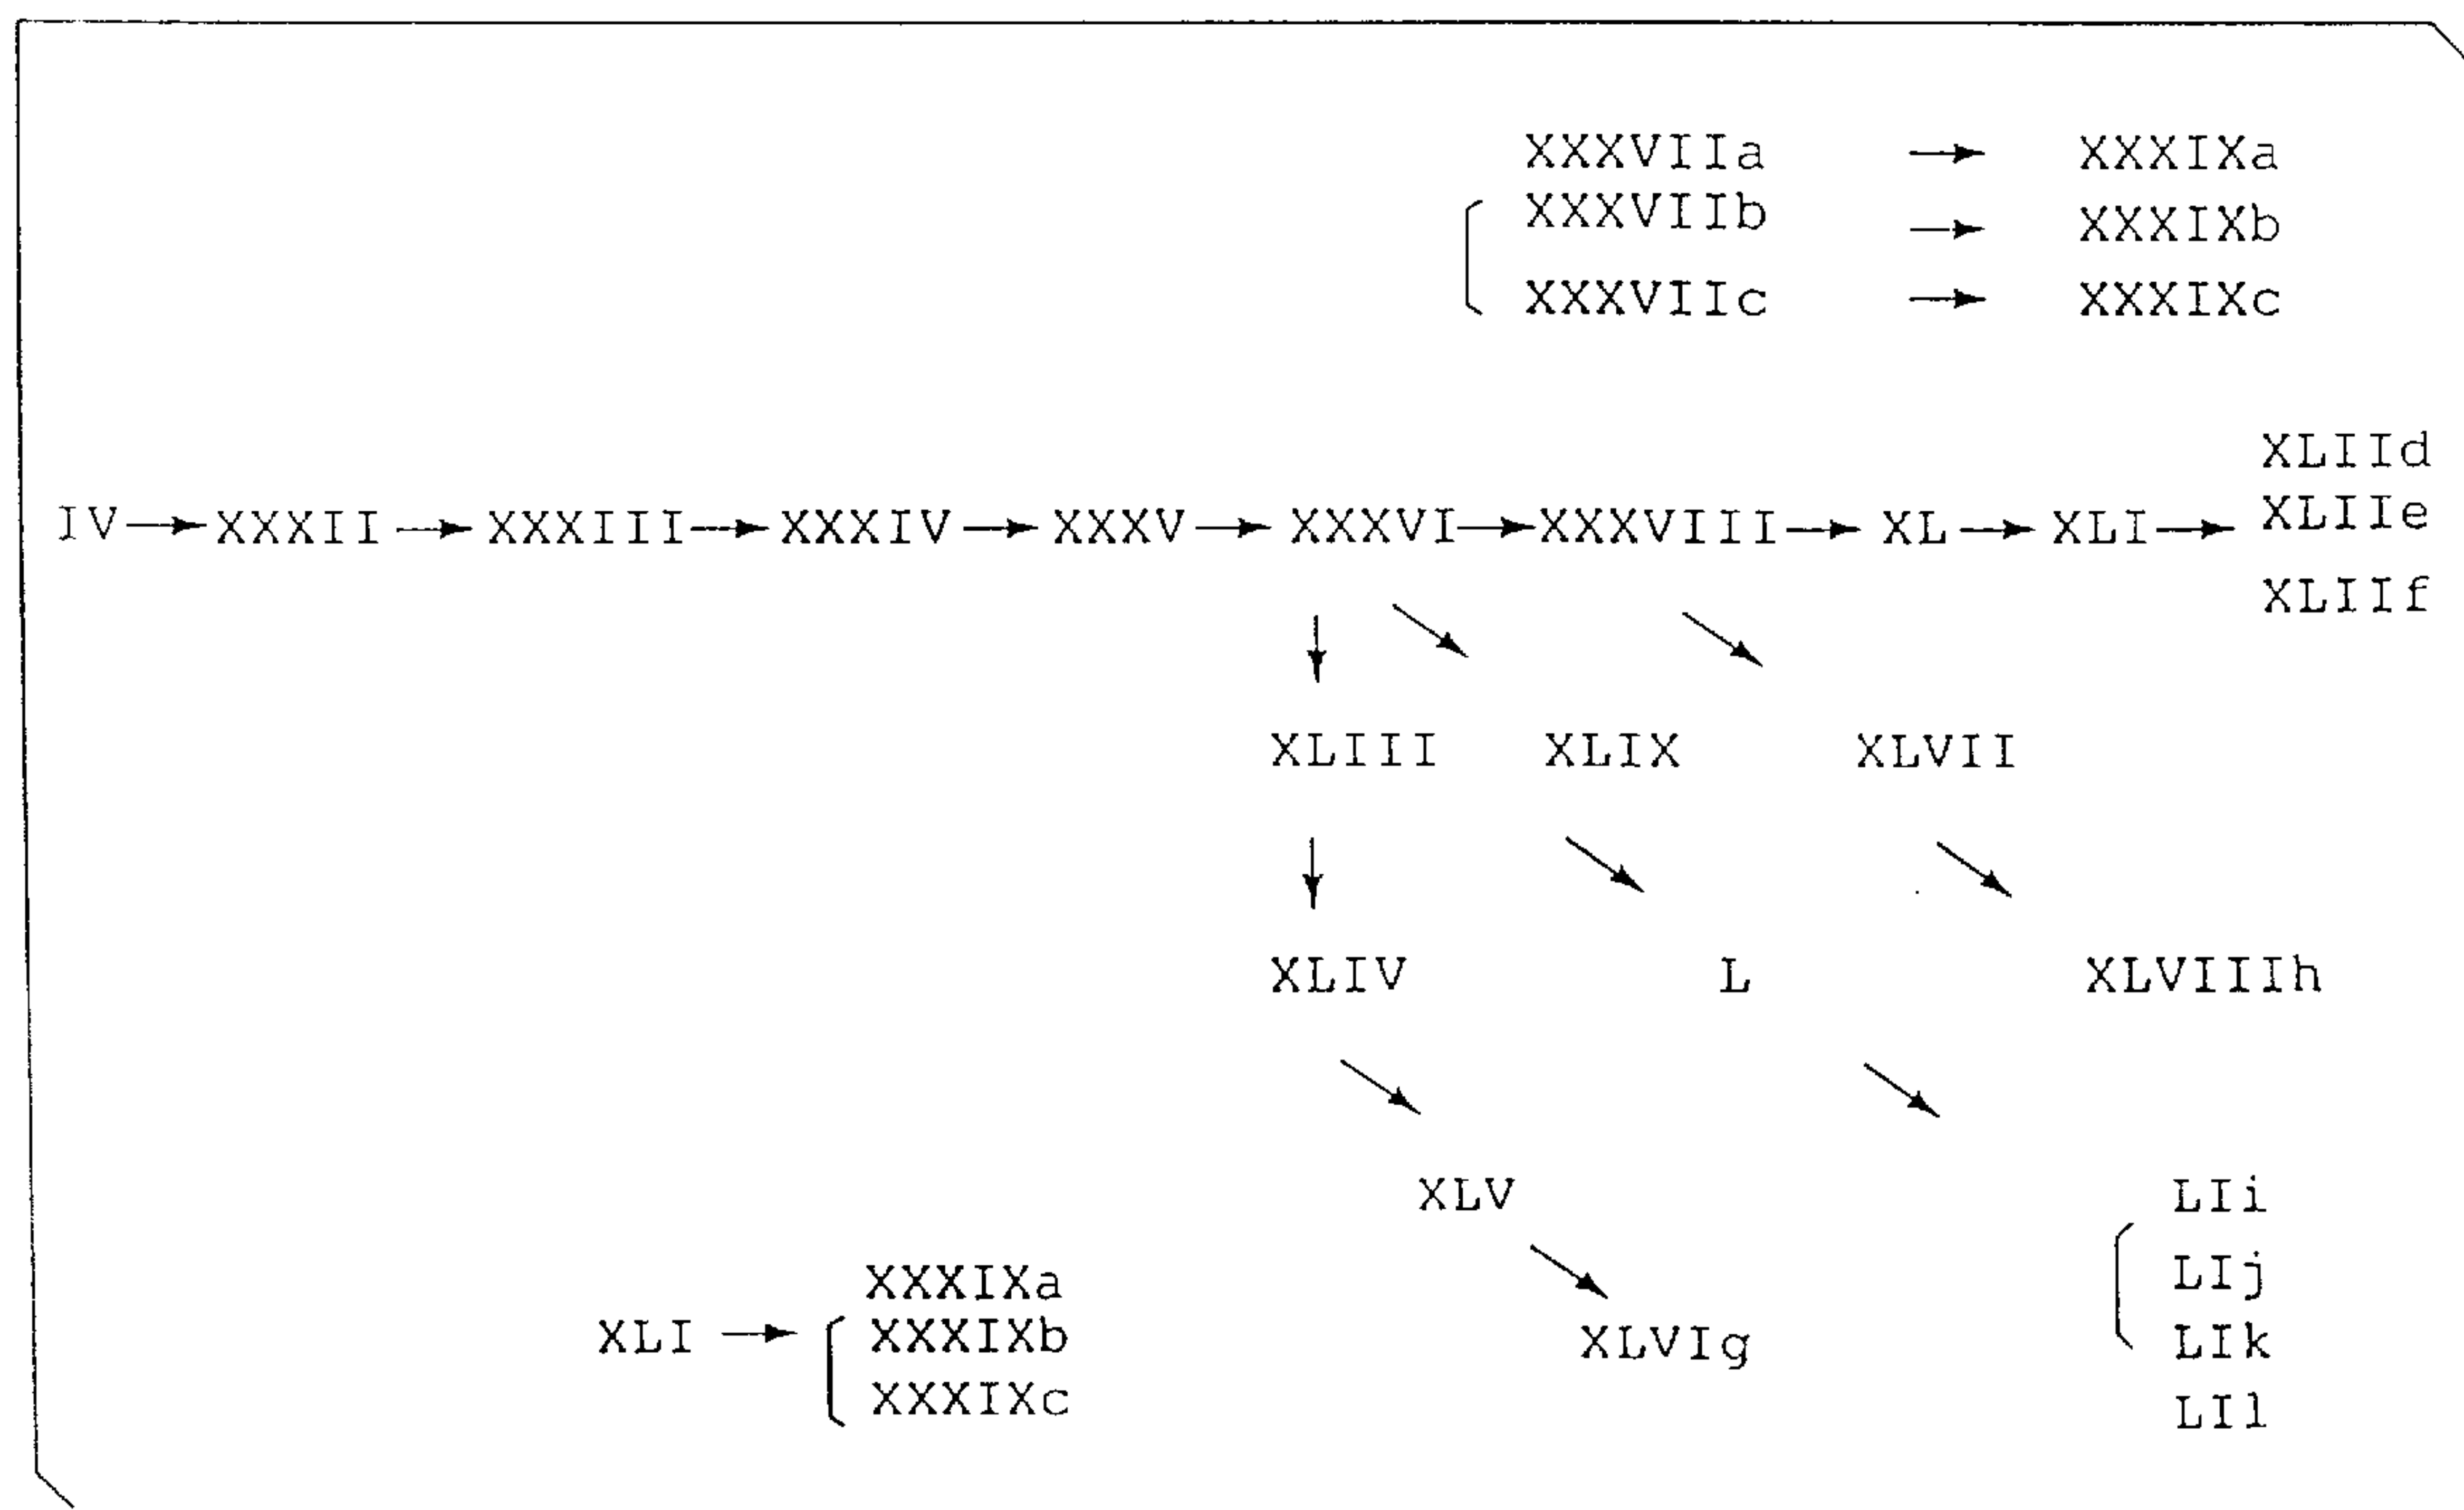 XXXVIIa → XXXIXa
XXXVIIb → XXXIXb
XXXVIIc → XXXIXc
XLIId
IV → XXXII → XXXIII → XXXIV → XXXV → XXXVI → XXXVIII → XL → XLI → XLIIe
XLIIf
XLIII XLIX XLVII
XLIV L XLVIIIh
XLV LIi
XXXIXa LIj
XLI → XXXIXb XLVIg LIk
XXXIXc LIl